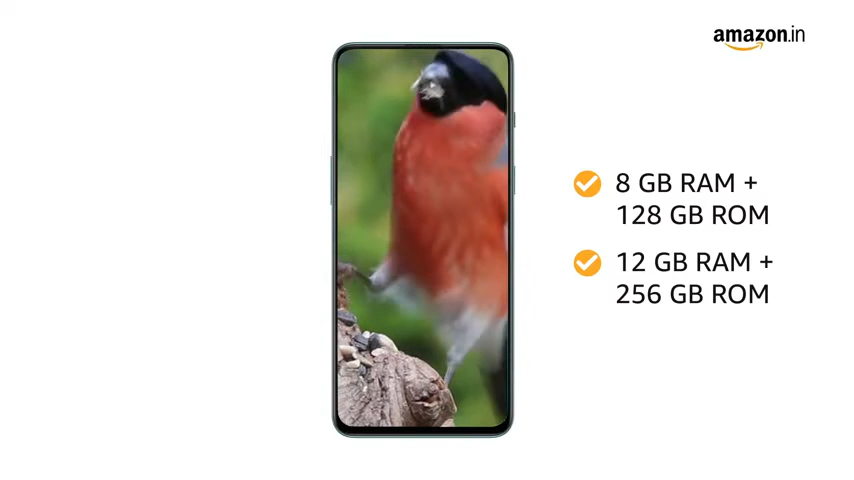 amazon.in
8 GB RAM +
128 GB ROM
12 GB RAM +
256 GB ROM